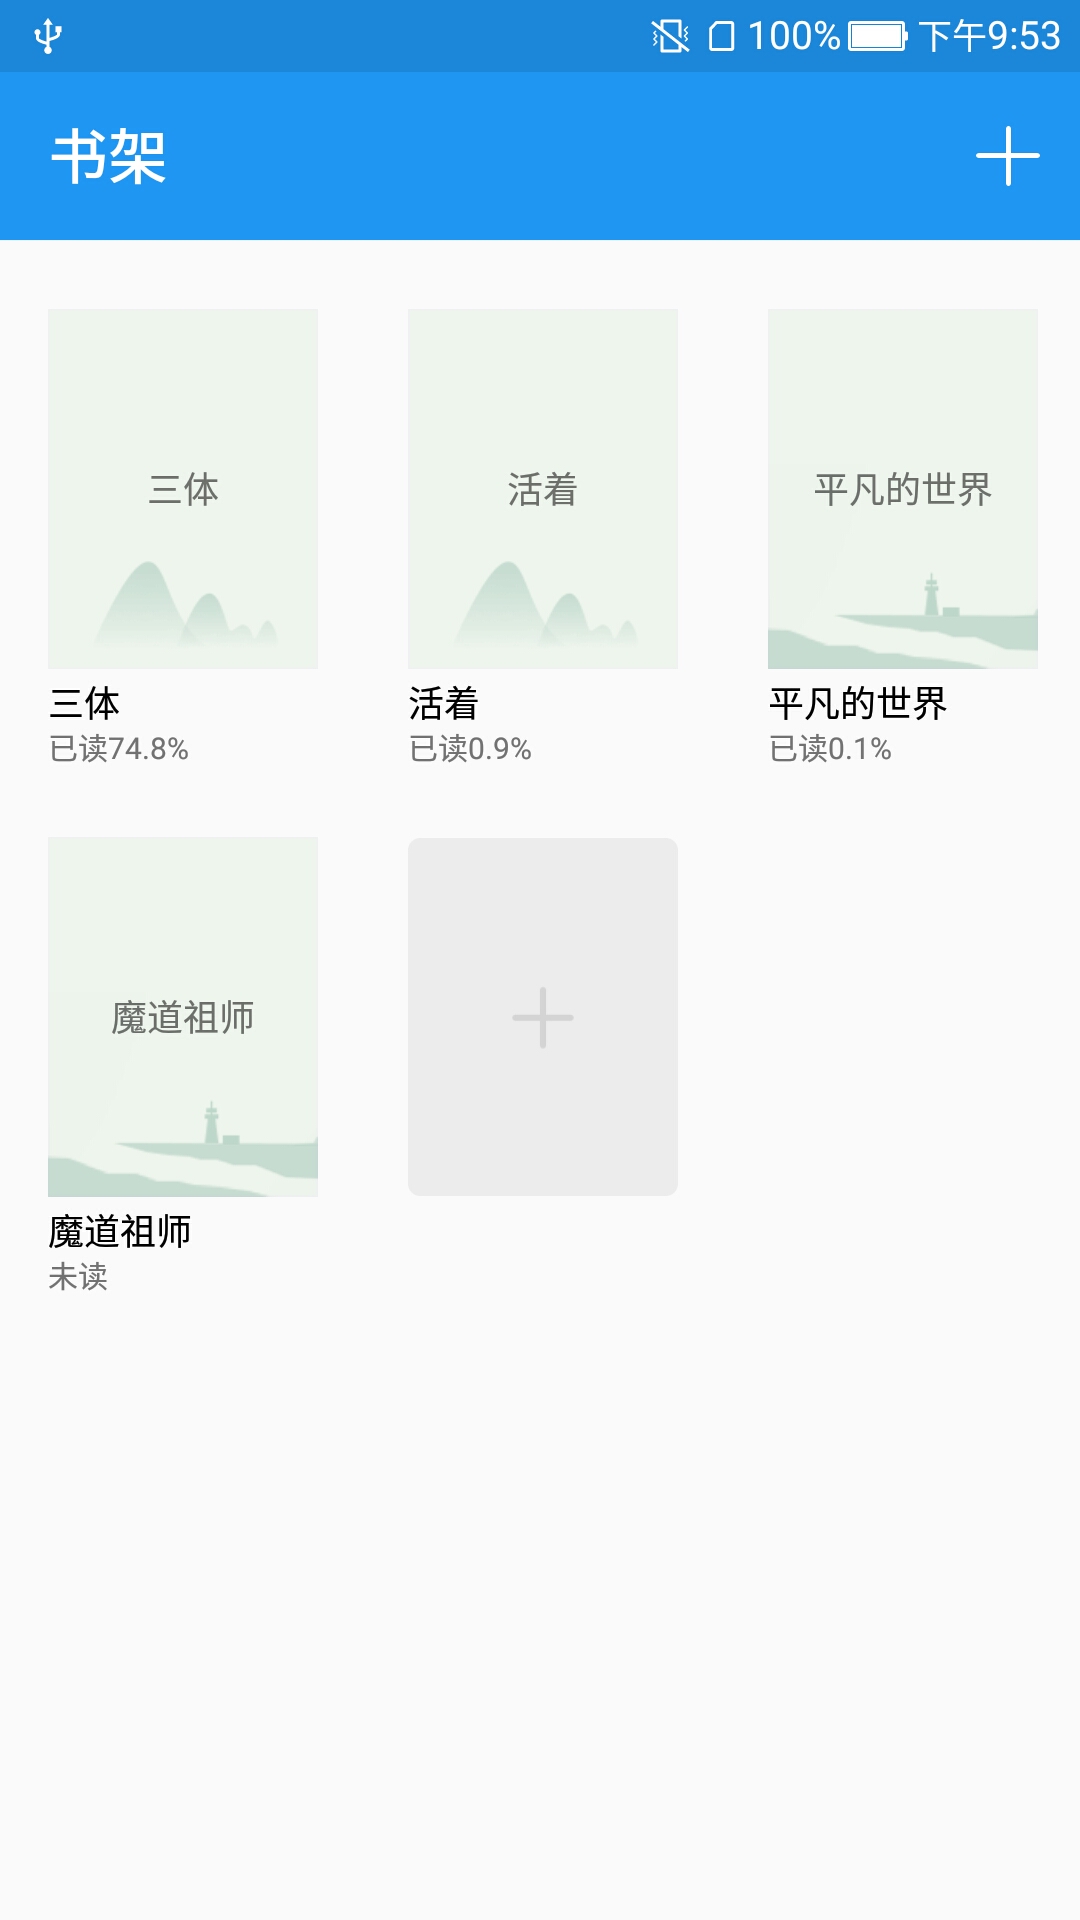 100% 下午9:53
书架
三体
活着
平凡的世界
三体
活着
平凡的世界
已读74.8%
已读0.9%
已读0.1%
魔道祖师
魔道祖师
未读